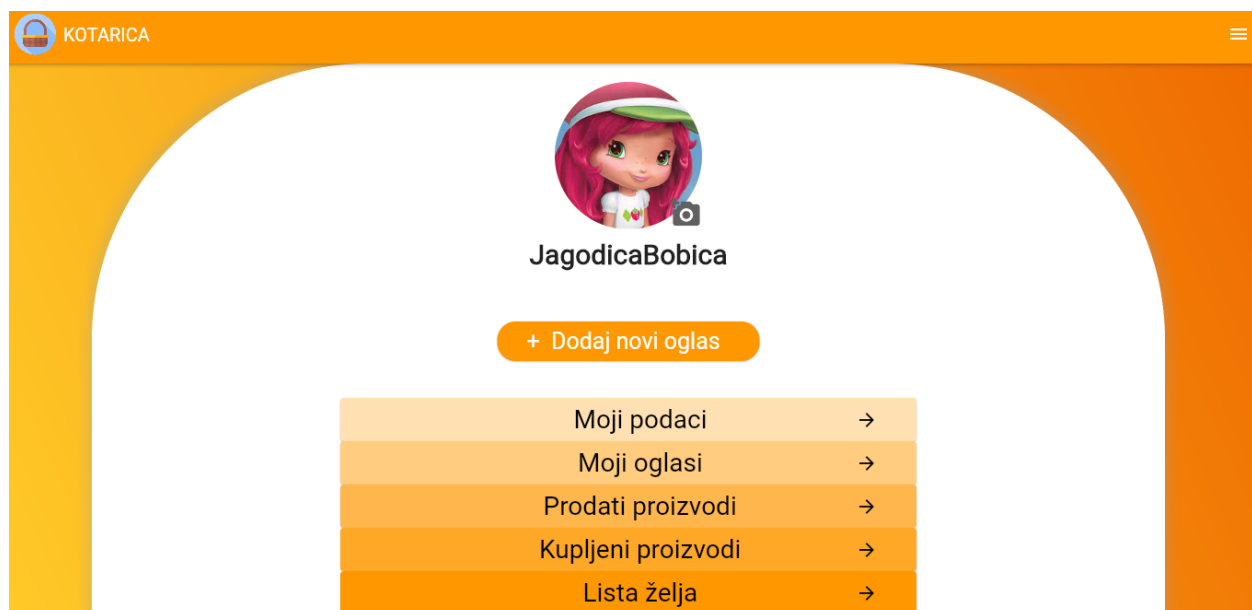 KOTARICA
JagodicaBobica
+ Dodaj novi oglas
Moji podaci
Moji oglasi
Prodati proizvodi
Kupljeni proizvodi
Lista želja